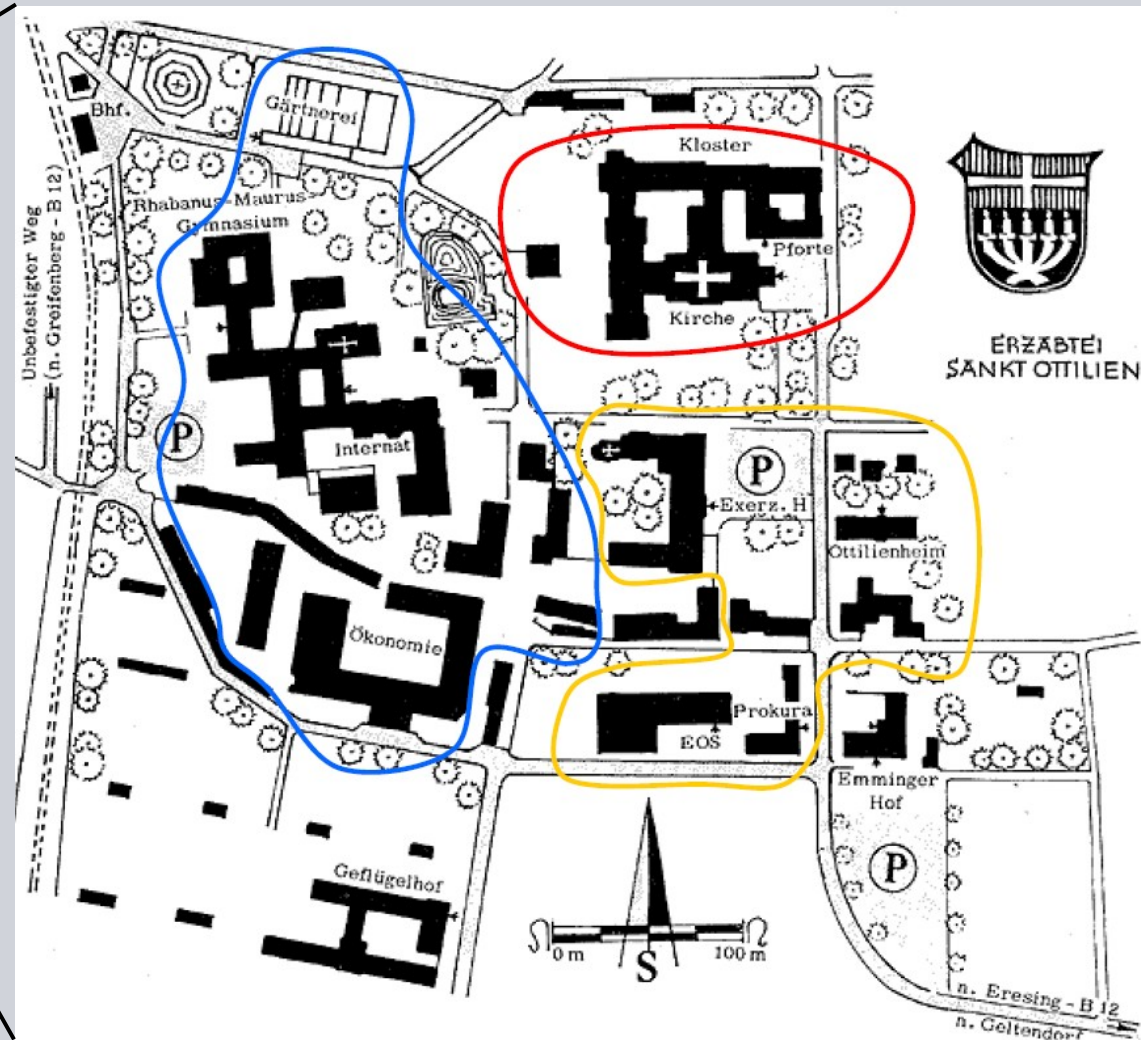 Gärtnerei
Bhf.
Kloster
Rhabanus-Maurus
Gymnasium
Pforte
Kirche
Unbefestigter Weg
(n. Greifenberg - B 12)
ERZABTEI
SANKT OTTILIEN
P
Internat
P
Exerz. H
Ottilienheim
Ökonomie
Prokura
EOS
Emminger
Hof
P
Geflügelhof
0 m
100 m
S
n. Eresing - B 12
n. Geltendorf